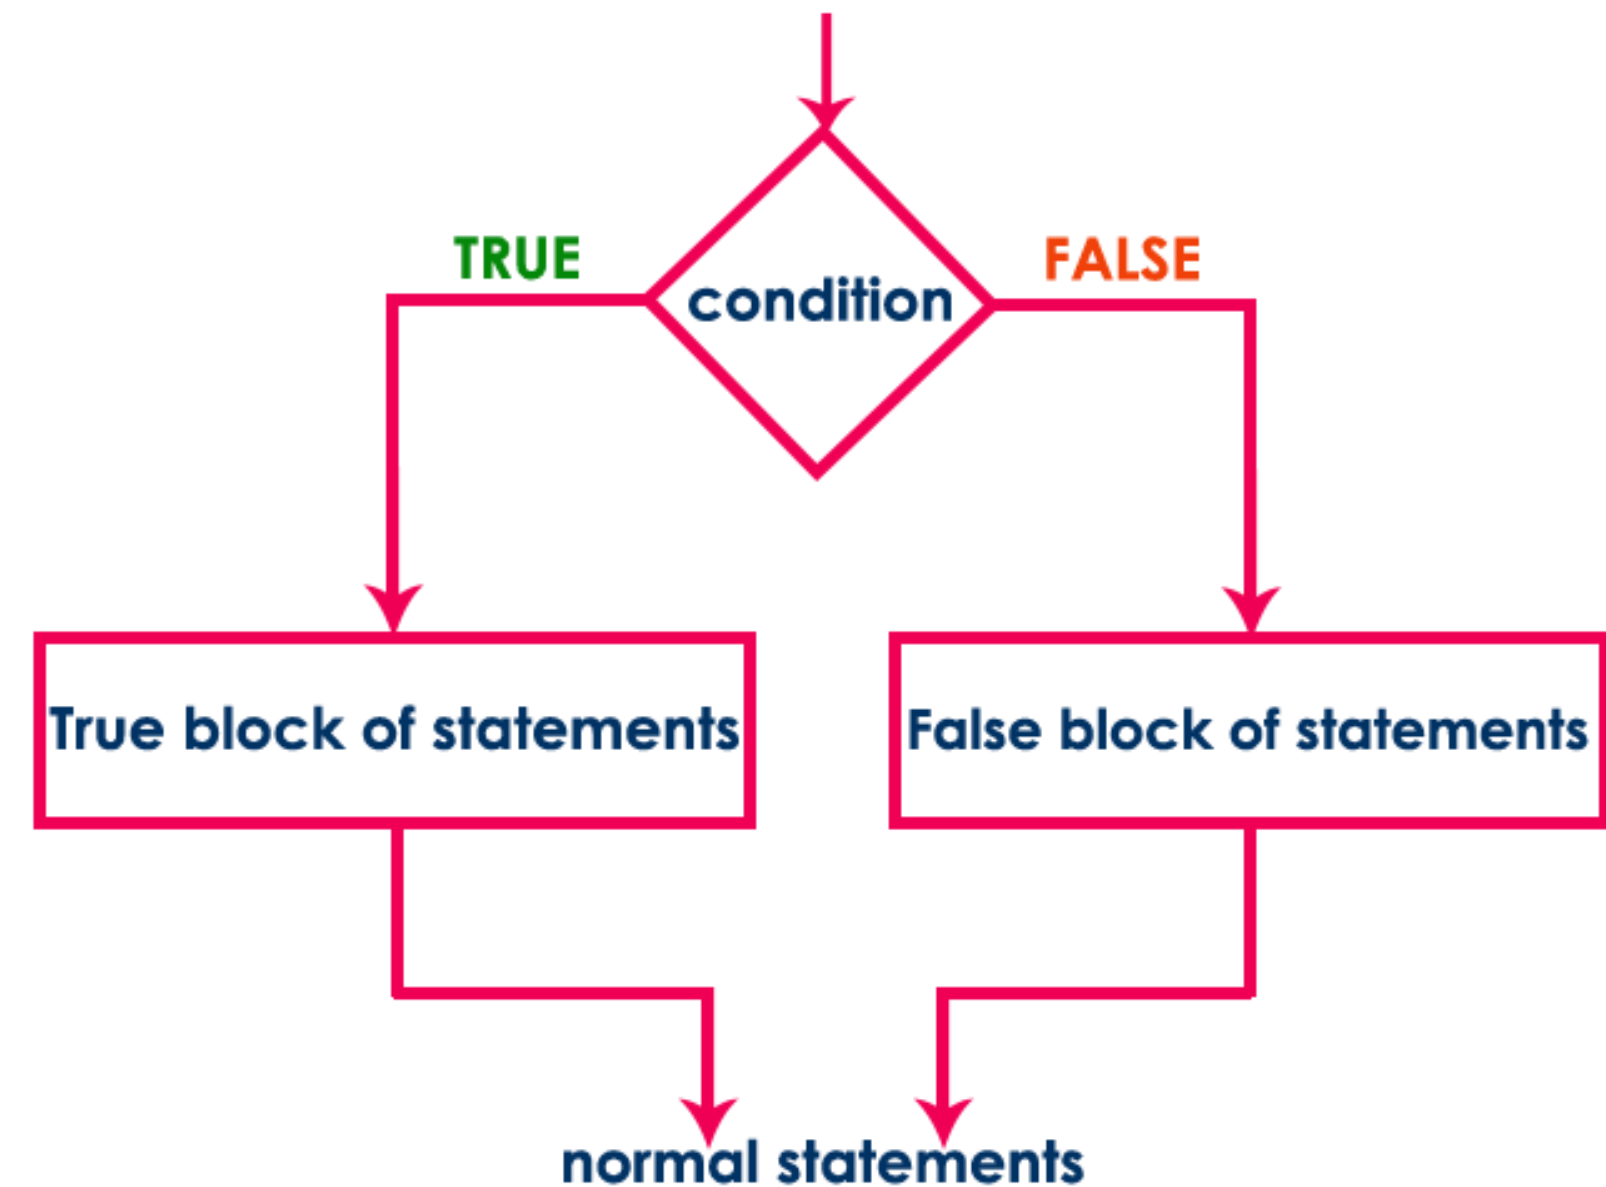 TRUE
FALSE
condition
True block of statements
False block of statements
normal statements